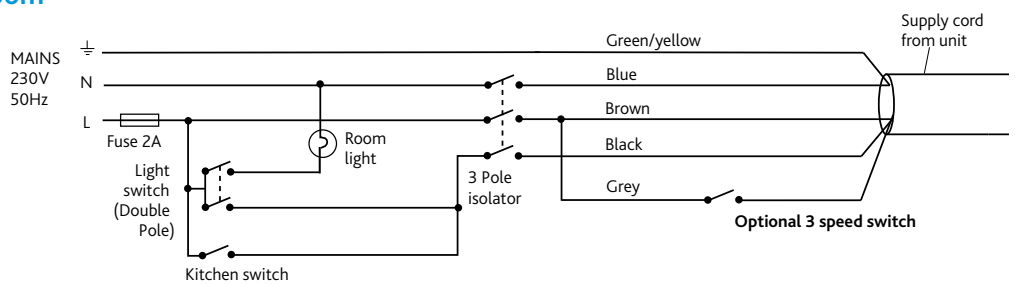 Supply cord
from unit
MAINS
230V
50Hz
Green/yellow
N
Blue
Brown
L
Fuse 2A
Room
light
Black
Light
switch
(Double
Pole)
3 Pole
isolator
Grey
Optional 3 speed switch
Kitchen switch